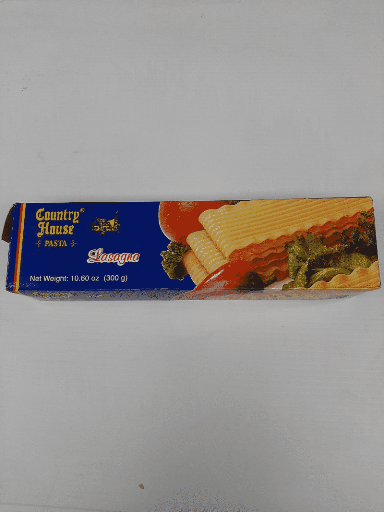 Country®
House
PASTA
Lasagna
Net Weight: 10.60 oz (300 g)